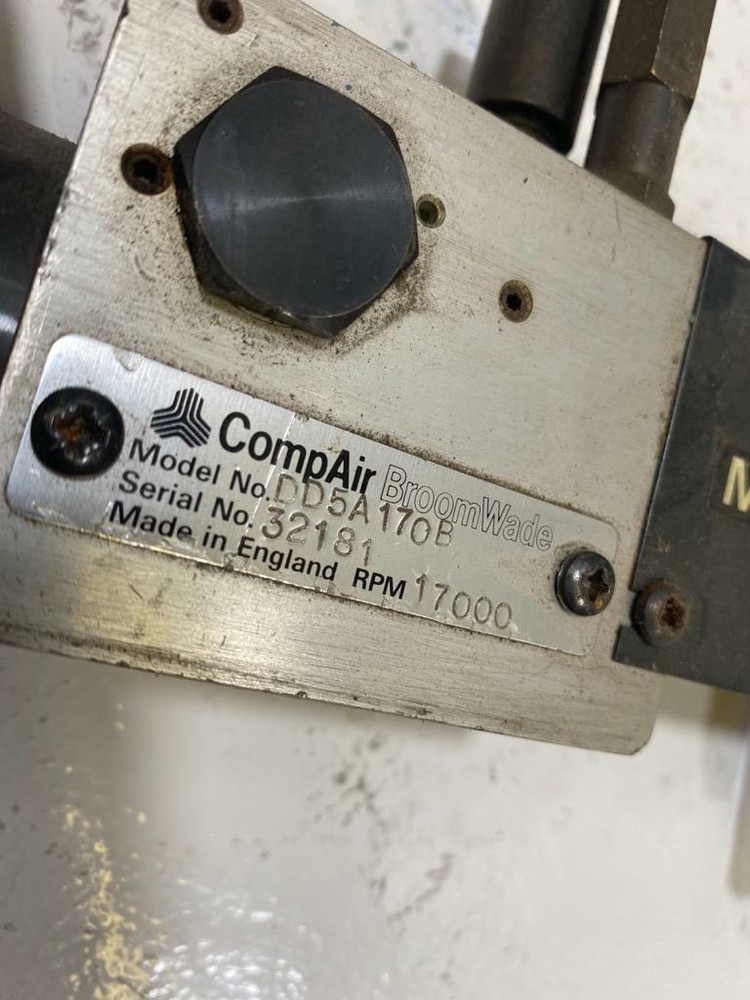 CompAir BroomWade
Model No. DD5A170B
Serial No. 32181
Made in England RPM 17000
M